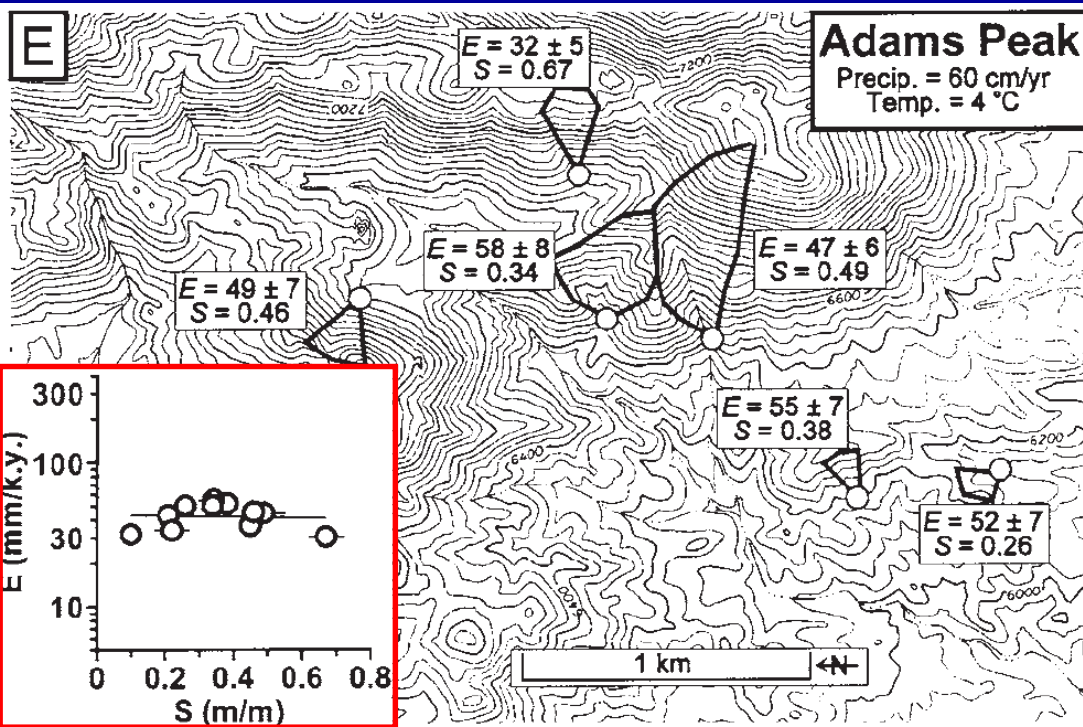 E
Adams Peak
Precip. = 60 cm/yr
Temp. = 4 °C
E = 32 ± 5
S = 0.67
7200
7200
E = 58 ± 8
S = 0.34
E = 47 ± 6
S = 0.49
6600
E = 49 ± 7
S = 0.46
E = 55 ± 7
S = 0.38
6400
6200
E = 52 ± 7
S = 0.26
6000
6400
1 km
N
E (mm/k.y.)
300
100
30
10
0 0.2 0.4 0.6 0.8
S (m/m)